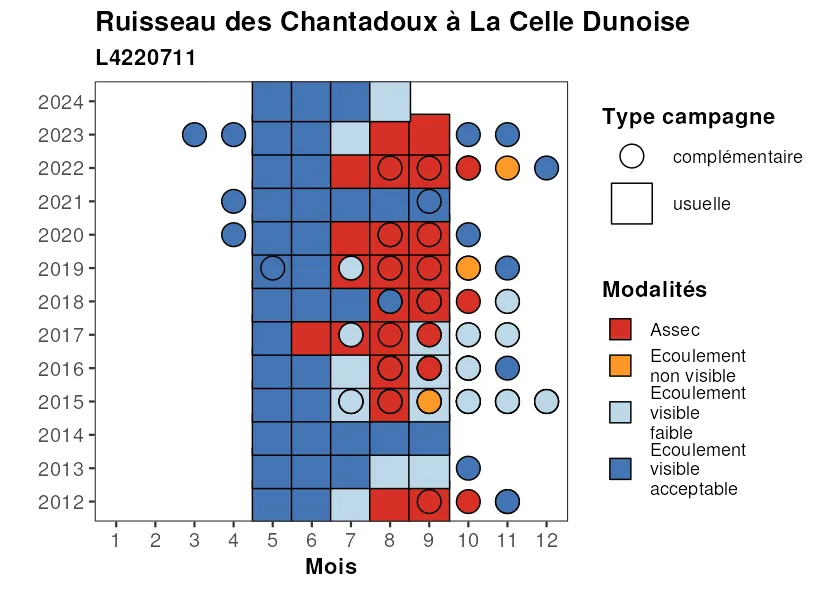 Ruisseau des Chantadoux à La Celle Dunoise
L4220711
2024
2023
2022
2021
2020
2019
2018
2017
2016
2015
2014
2013
2012
1 2 3 4 5 6 7 8 9 10 11 12
Mois
Type campagne
complémentaire
usuelle
Modalités
Assec
Ecoulement
non visible
Ecoulement
visible
faible
Ecoulement
visible
acceptable